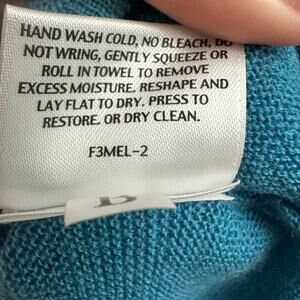 HAND WASH COLD, NO BLEACH, DO
NOT WRING, GENTLY SQUEEZE OR
ROLL IN TOWEL TO REMOVE
EXCESS MOISTURE. RESHAPE AND
LAY FLAT TO DRY. PRESS TO
RESTORE. OR DRY CLEAN.
F3MEL-2